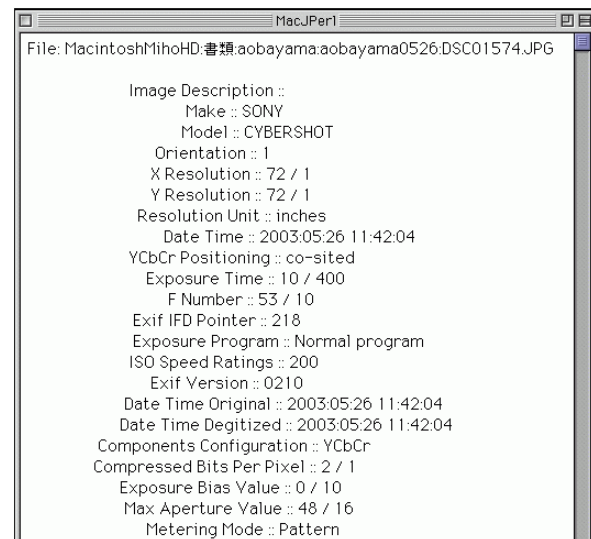 MacJPerl
File: MacintoshMihoHD:書類:aobayama:aobayama0526:DSC01574.JPG
Image Description ::
Make :: SONY
Model :: CYBERSHOT
Orientation :: 1
X Resolution :: 72 / 1
Y Resolution :: 72 / 1
Resolution Unit :: inches
Date Time :: 2003:05:26 11:42:04
YCbCr Positioning :: co-sited
Exposure Time :: 10 / 400
F Number :: 53 / 10
Exif IFD Pointer :: 218
Exposure Program :: Normal program
ISO Speed Ratings :: 200
Exif Version :: 0210
Date Time Original :: 2003:05:26 11:42:04
Date Time Degitized :: 2003:05:26 11:42:04
Components Configuration :: YCbCr
Compressed Bits Per Pixel :: 2 / 1
Exposure Bias Value :: 0 / 10
Max Aperture Value :: 48 / 16
Metering Mode :: Pattern